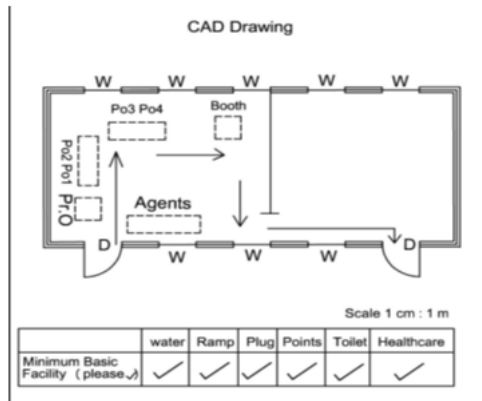 CAD Drawing
W W W W W
Po3 Po4 Booth
Po2 Po1
Pr.O
Agents
D W W W D
Scale 1 cm : 1 m
water Ramp Plug Points Toilet Healthcare
Minimum Basic
Facility (please ✓) ✓ ✓ ✓ ✓ ✓ ✓